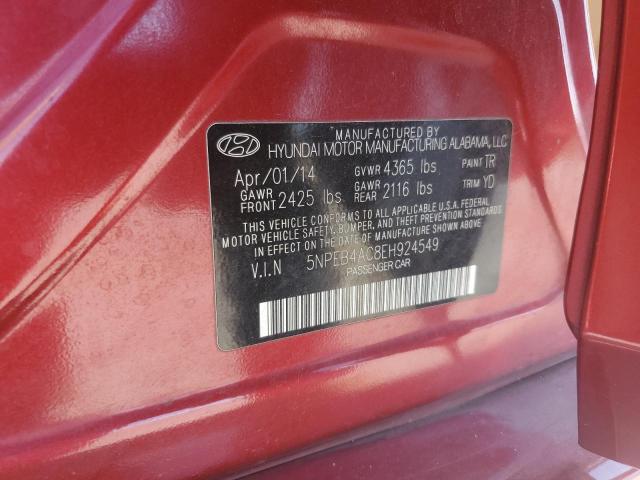 MANUFACTURED BY
HYUNDAI MOTOR MANUFACTURING ALABAMA, LLC
Apr/01/14 GVWR 4365 lbs PAINT TR
GAWR FRONT 2425 lbs GAWR REAR 2116 lbs TRIM YD
THIS VEHICLE CONFORMS TO ALL APPLICABLE U.S.A. FEDERAL
MOTOR VEHICLE SAFETY, BUMPER, AND THEFT PREVENTION STANDARDS
IN EFFECT ON THE DATE OF MANUFACTURE SHOWN ABOVE
V.I.N 5NPEB4AC8EH924549
PASSENGER CAR